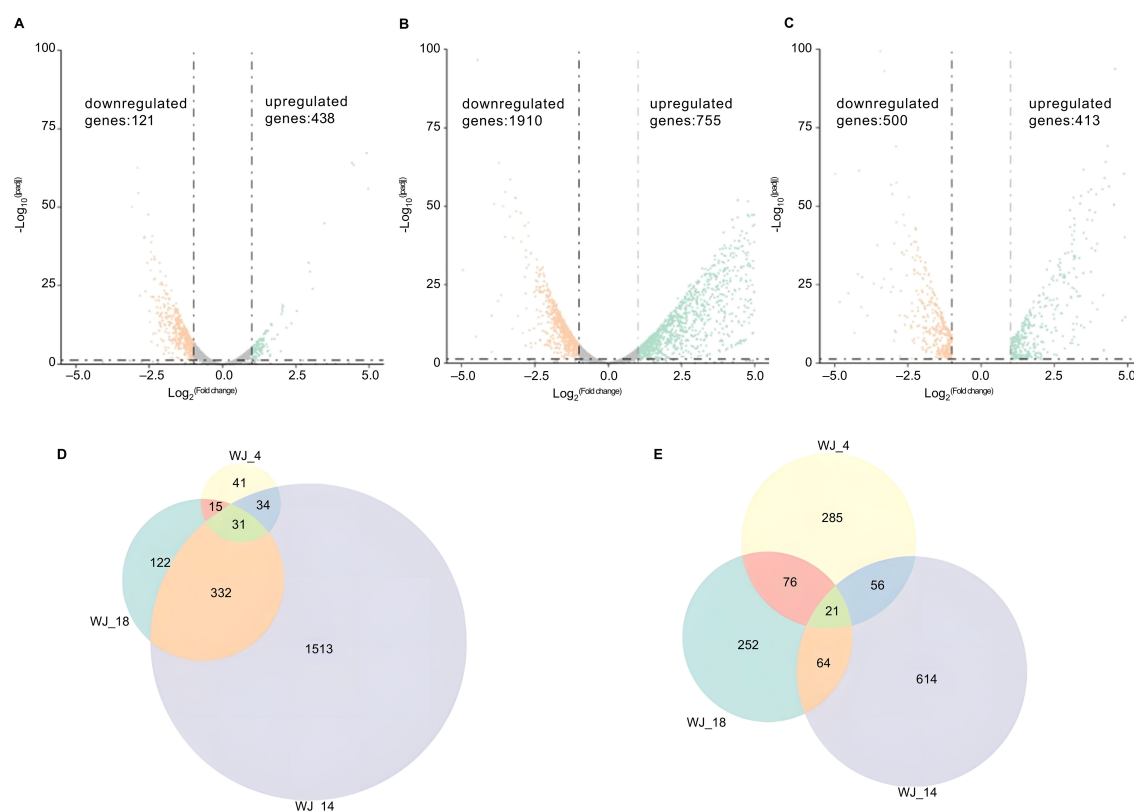 A
100
75
50
25
0
-Log10(|padj|)
downregulated
genes:121
upregulated
genes:438
−5.0
−2.5
0.0
2.5
5.0
Log2(Fold change)
B
100
75
50
25
0
-Log10(|padj|)
downregulated
genes:1910
upregulated
genes:755
−5.0
−2.5
0.0
2.5
5.0
Log2(Fold change)
C
100
75
50
25
0
-Log10(|padj|)
downregulated
genes:500
upregulated
genes:413
−5.0
−2.5
0.0
2.5
5.0
Log2(Fold change)
D
WJ_4
41
15
34
31
122
332
WJ_18
1513
WJ_14
E
WJ_4
285
76
56
21
252
64
614
WJ_18
WJ_14